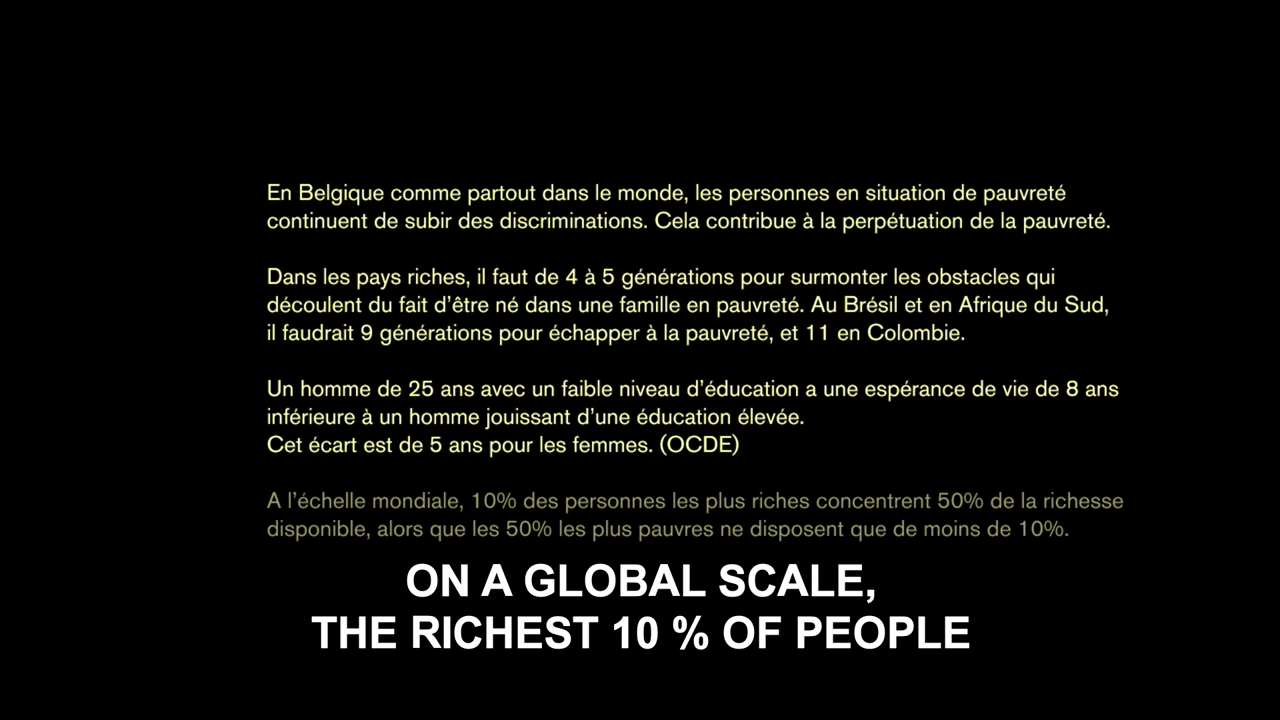 En Belgique comme partout dans le monde, les personnes en situation de pauvreté
continuent de subir des discriminations. Cela contribue à la perpétuation de la pauvreté.
Dans les pays riches, il faut de 4 à 5 générations pour surmonter les obstacles qui
découlent du fait d'être né dans une famille en pauvreté. Au Brésil et en Afrique du Sud,
il faudrait 9 générations pour échapper à la pauvreté, et 11 en Colombie.
Un homme de 25 ans avec un faible niveau d'éducation a une espérance de vie de 8 ans
inférieure à un homme jouissant d'une éducation élevée.
Cet écart est de 5 ans pour les femmes. (OCDE)
A l'échelle mondiale, 10% des personnes les plus riches concentrent 50% de la richesse
disponible, alors que les 50% les plus pauvres ne disposent que de moins de 10%.
ON A GLOBAL SCALE,
THE RICHEST 10 % OF PEOPLE